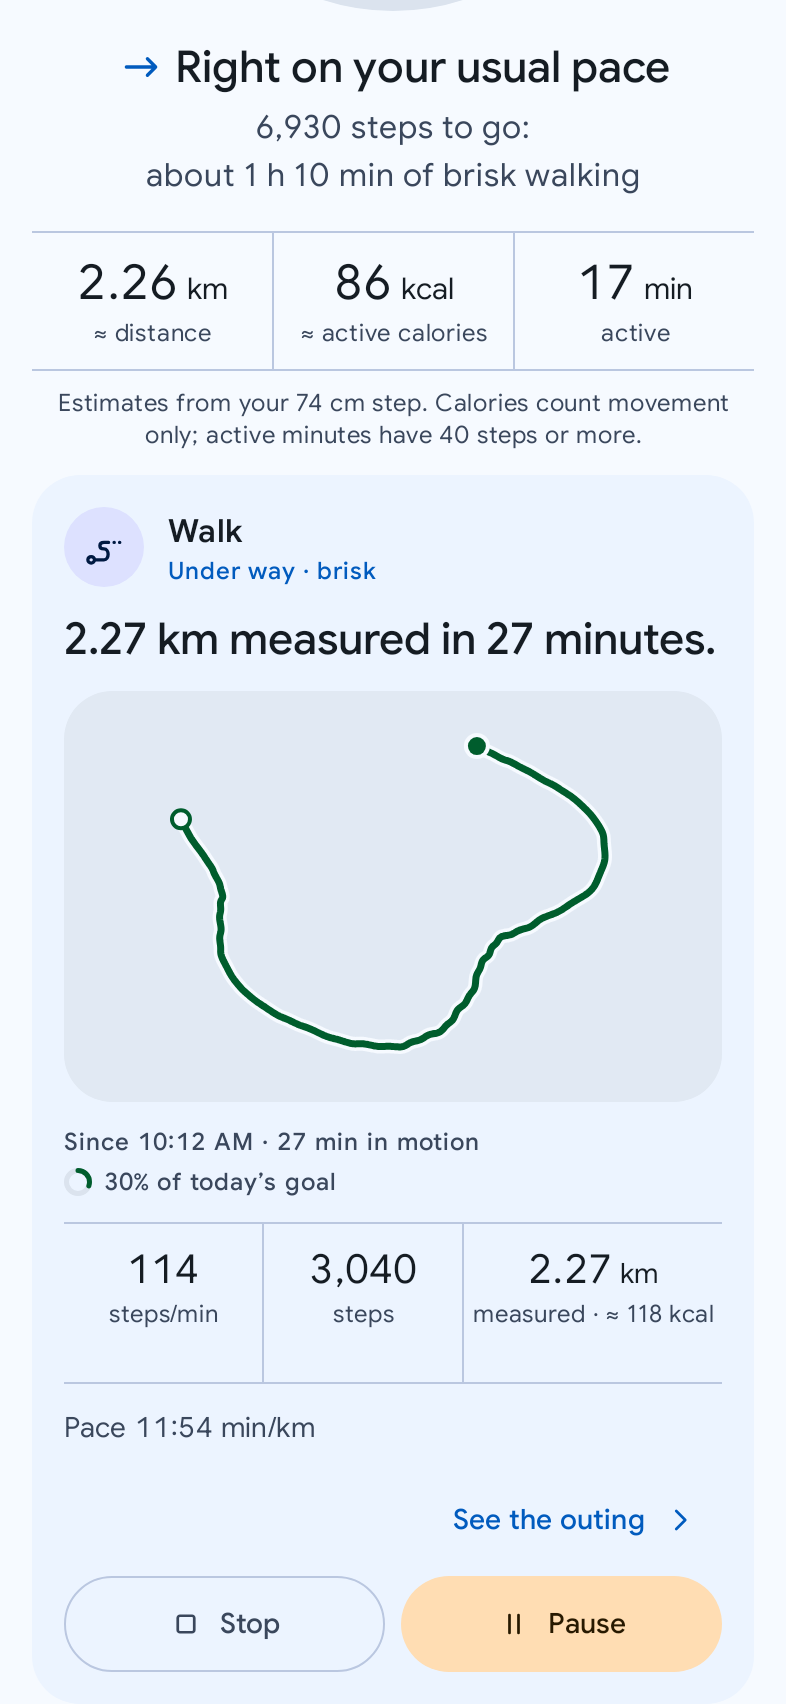 → Right on your usual pace
6,930 steps to go:
about 1 h 10 min of brisk walking
2.26 km
≈ distance
86 kcal
≈ active calories
17 min
active
Estimates from your 74 cm step. Calories count movement
only; active minutes have 40 steps or more.
Walk
Under way · brisk
2.27 km measured in 27 minutes.
Since 10:12 AM · 27 min in motion
30% of today’s goal
114
steps/min
3,040
steps
2.27 km
measured · ≈ 118 kcal
Pace 11:54 min/km
See the outing
Stop
Pause